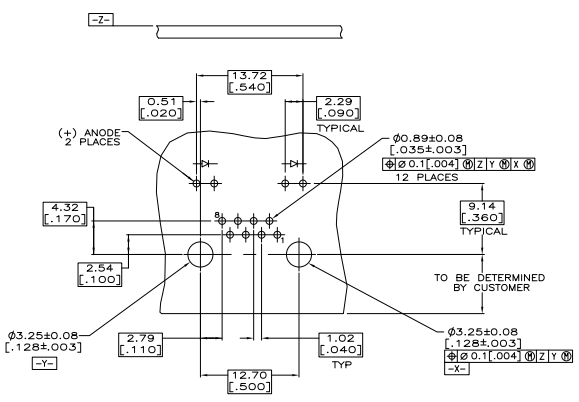 -Z-
13.72
[.540]
0.51
[.020]
2.29
[.090]
TYPICAL
(+) ANODE
2 PLACES
Ø0.89±0.08
[.035±.003]
⌖ Ø 0.1[.004] Ⓜ Z Y Ⓜ X Ⓜ
12 PLACES
4.32
[.170]
8
1
9.14
[.360]
TYPICAL
2.54
[.100]
TO BE DETERMINED
BY CUSTOMER
Ø3.25±0.08
[.128±.003]
-Y-
2.79
[.110]
1.02
[.040]
TYP
Ø3.25±0.08
[.128±.003]
⌖ Ø 0.1[.004] Ⓜ Z Y Ⓜ
-X-
12.70
[.500]